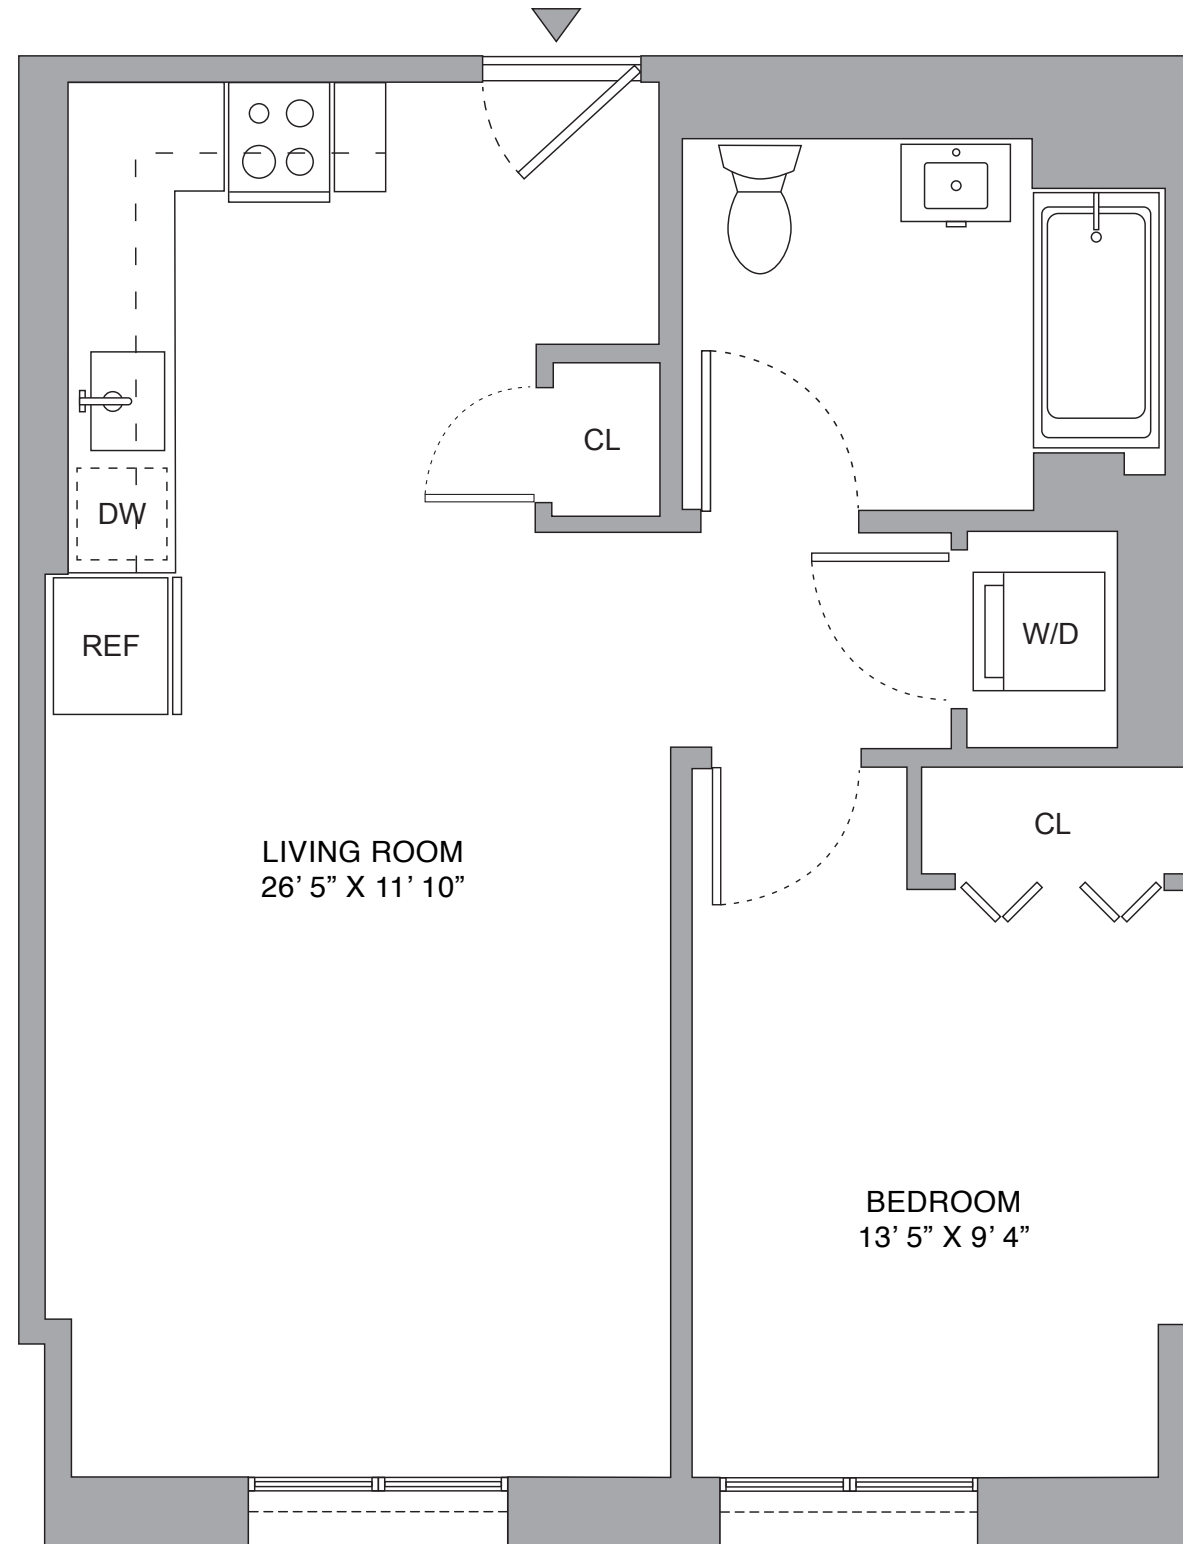 CL
DW
REF
W/D
CL
LIVING ROOM
26’ 5” X 11’ 10”
BEDROOM
13’ 5” X 9’ 4”